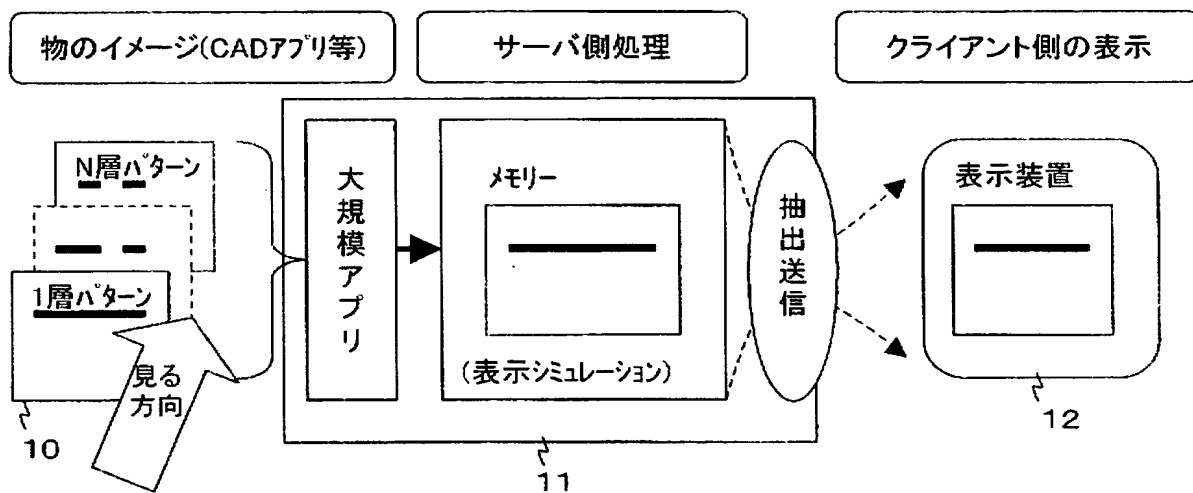 物のイメージ(CADアプリ等)
サーバ側処理
クライアント側の表示
N層パターン
1層パターン
見る
方向
10
大規模アプリ
メモリー
(表示シミュレーション)
抽出送信
11
表示装置
12